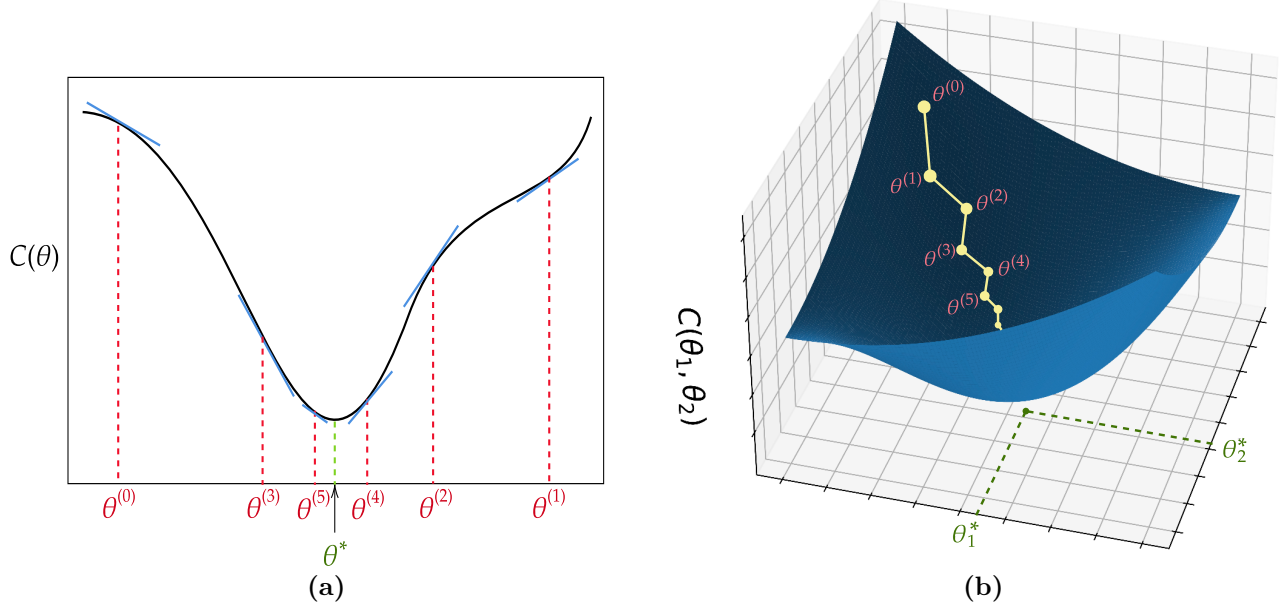 C(θ)
θ^(0)
θ^(3)
θ^(5)
θ^(4)
θ^(2)
θ^(1)
θ*
(a)
θ^(0)
θ^(1)
θ^(2)
θ^(3)
θ^(4)
θ^(5)
C(θ₁, θ₂)
θ₂*
θ₁*
(b)